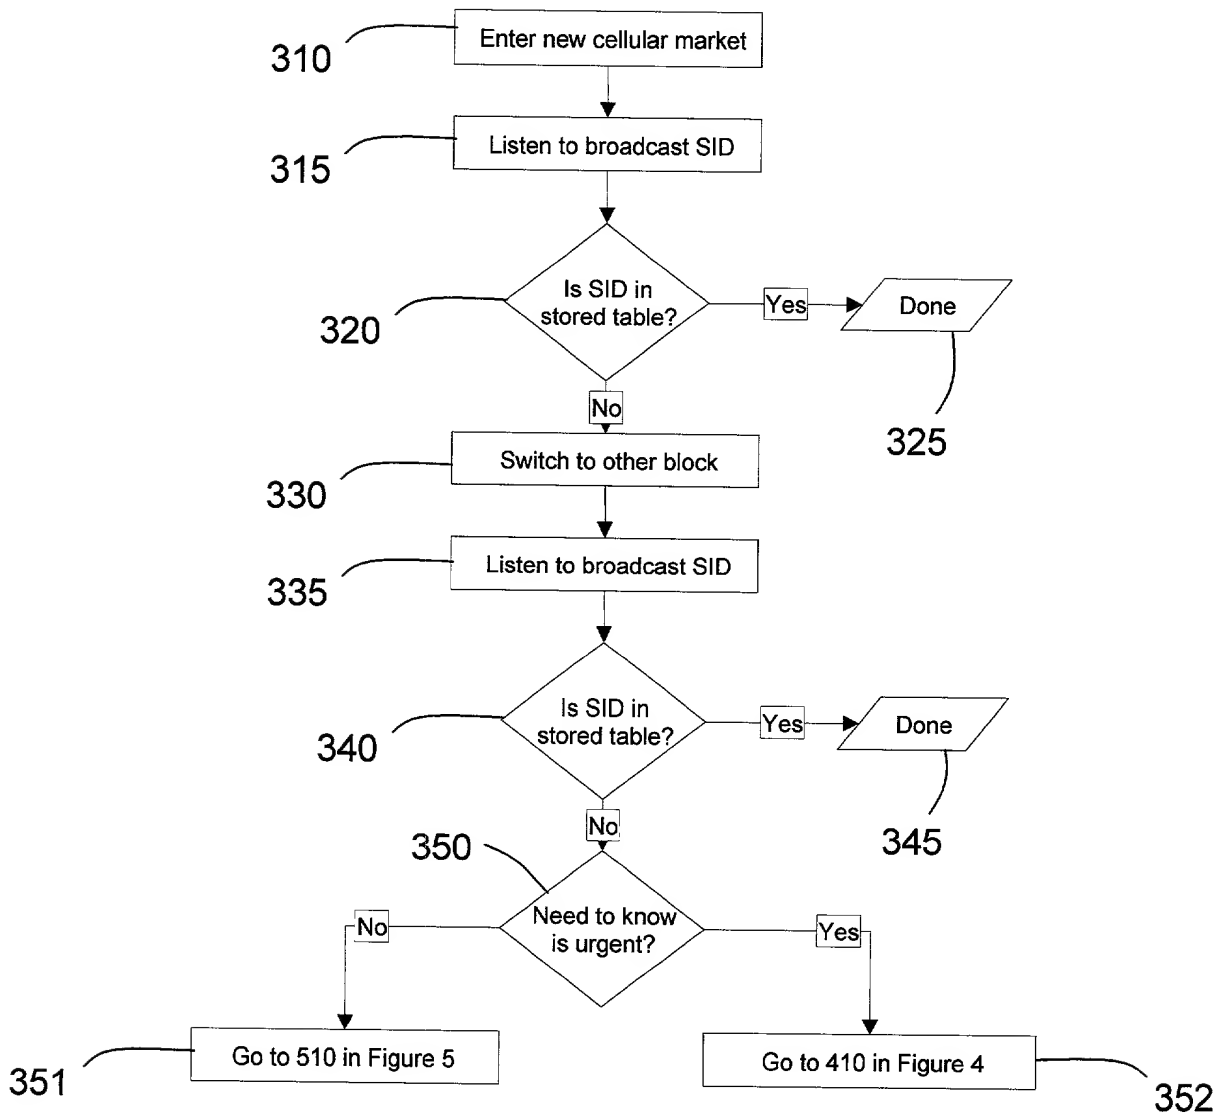 Enter new cellular market
310
Listen to broadcast SID
315
Is SID in
stored table?
Yes
Done
320
No
325
Switch to other block
330
Listen to broadcast SID
335
Is SID in
stored table?
Yes
Done
340
No
345
350
Need to know
is urgent?
No
Yes
Go to 510 in Figure 5
Go to 410 in Figure 4
351
352